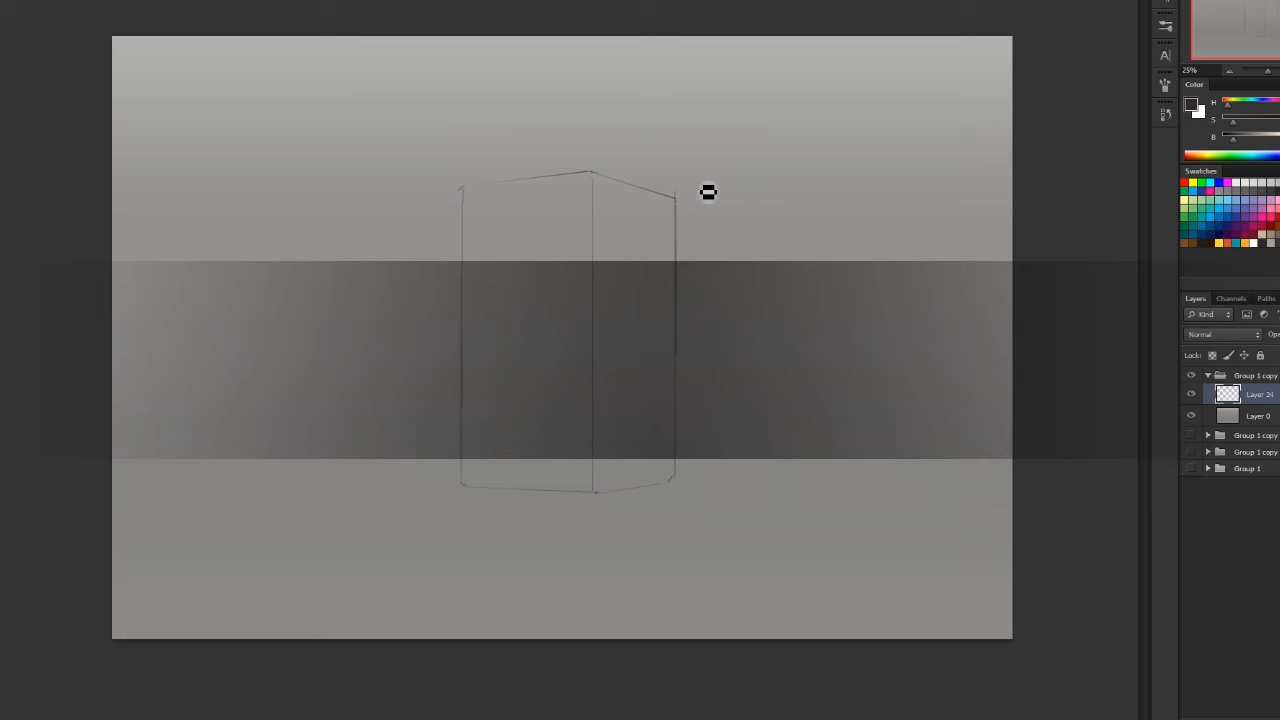 A|
25%
Color
H
S
B
Swatches
Layers Channels Paths
Kind
Normal
Lock:
Group 1 copy
Layer 24
Layer 0
Group 1 copy
Group 1 copy
Group 1